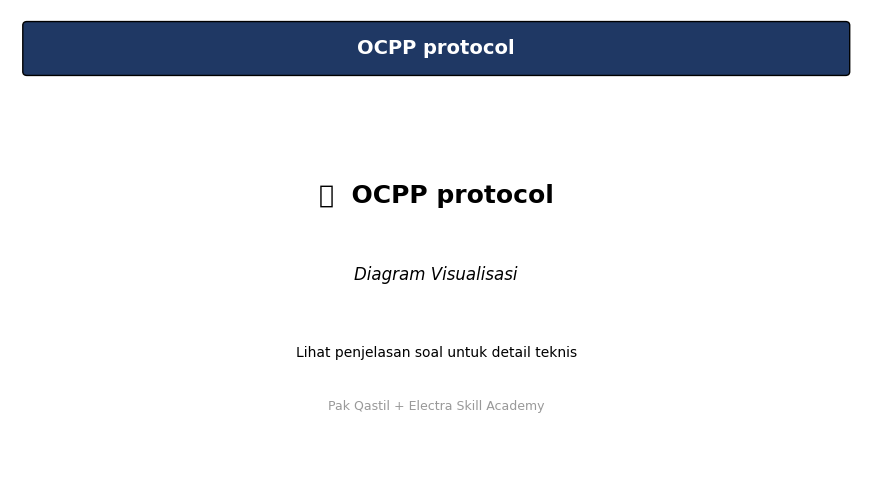 OCPP protocol
OCPP protocol
Diagram Visualisasi
Lihat penjelasan soal untuk detail teknis
Pak Qastil + Electra Skill Academy